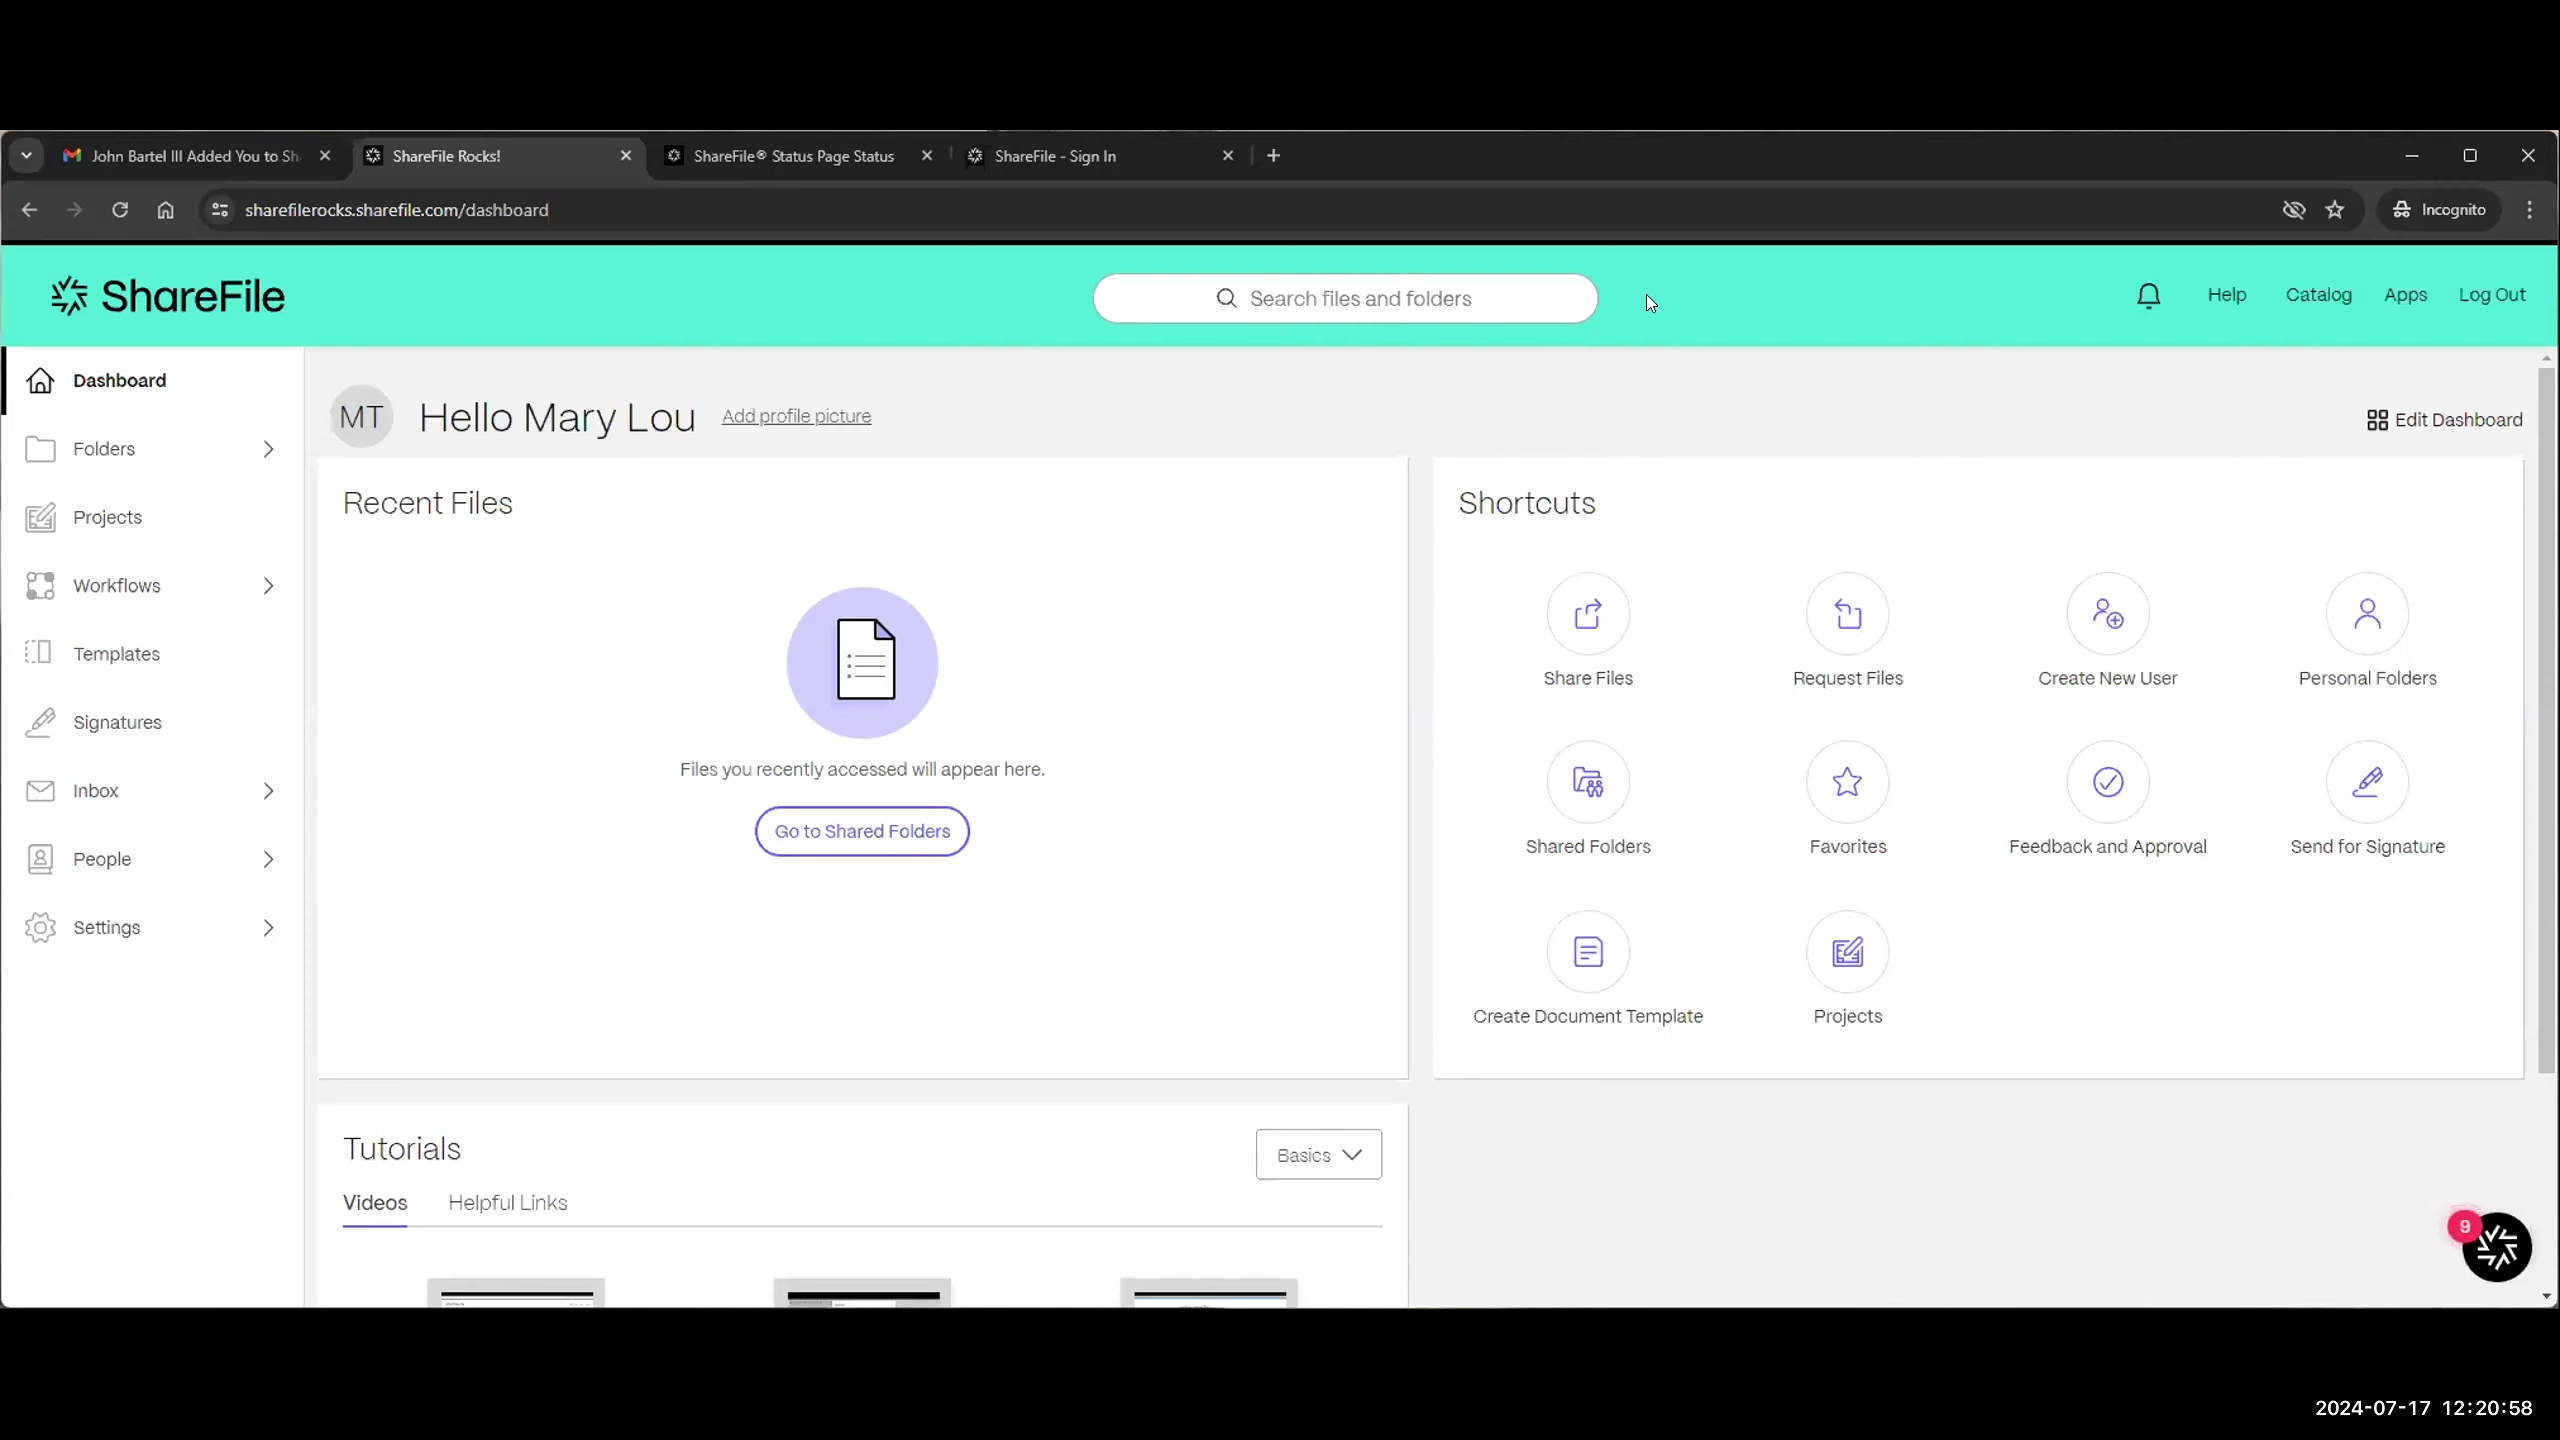 John Bartel III Added You to Sh
ShareFile Rocks!
ShareFile® Status Page Status
ShareFile - Sign In
sharefilerocks.sharefile.com/dashboard
Incognito
ShareFile
Search files and folders
Help
Catalog
Apps
Log Out
Dashboard
Folders
Projects
Workflows
Templates
Signatures
Inbox
People
Settings
MT
Hello Mary Lou
Add profile picture
Edit Dashboard
Recent Files
Files you recently accessed will appear here.
Go to Shared Folders
Shortcuts
Share Files
Request Files
Create New User
Personal Folders
Shared Folders
Favorites
Feedback and Approval
Send for Signature
Create Document Template
Projects
Tutorials
Basics
Videos
Helpful Links
9
2024-07-17 12:20:58